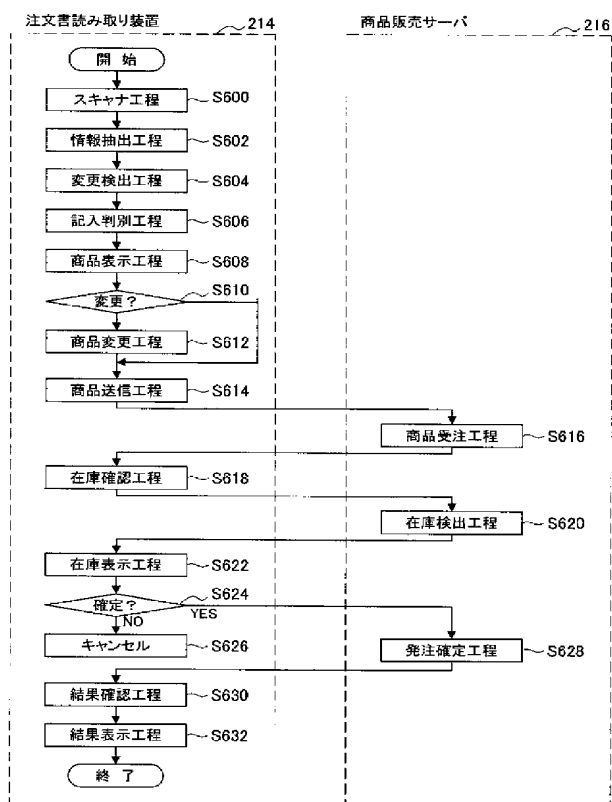 注文書読み取り装置
214
商品販売サーバ
216
開 始
スキャナ工程
S600
情報抽出工程
S602
変更検出工程
S604
記入判別工程
S606
商品表示工程
S608
変更？
S610
商品変更工程
S612
商品送信工程
S614
商品受注工程
S616
在庫確認工程
S618
在庫検出工程
S620
在庫表示工程
S622
確定？
S624
NO
YES
キャンセル
S626
発注確定工程
S628
結果確認工程
S630
結果表示工程
S632
終 了